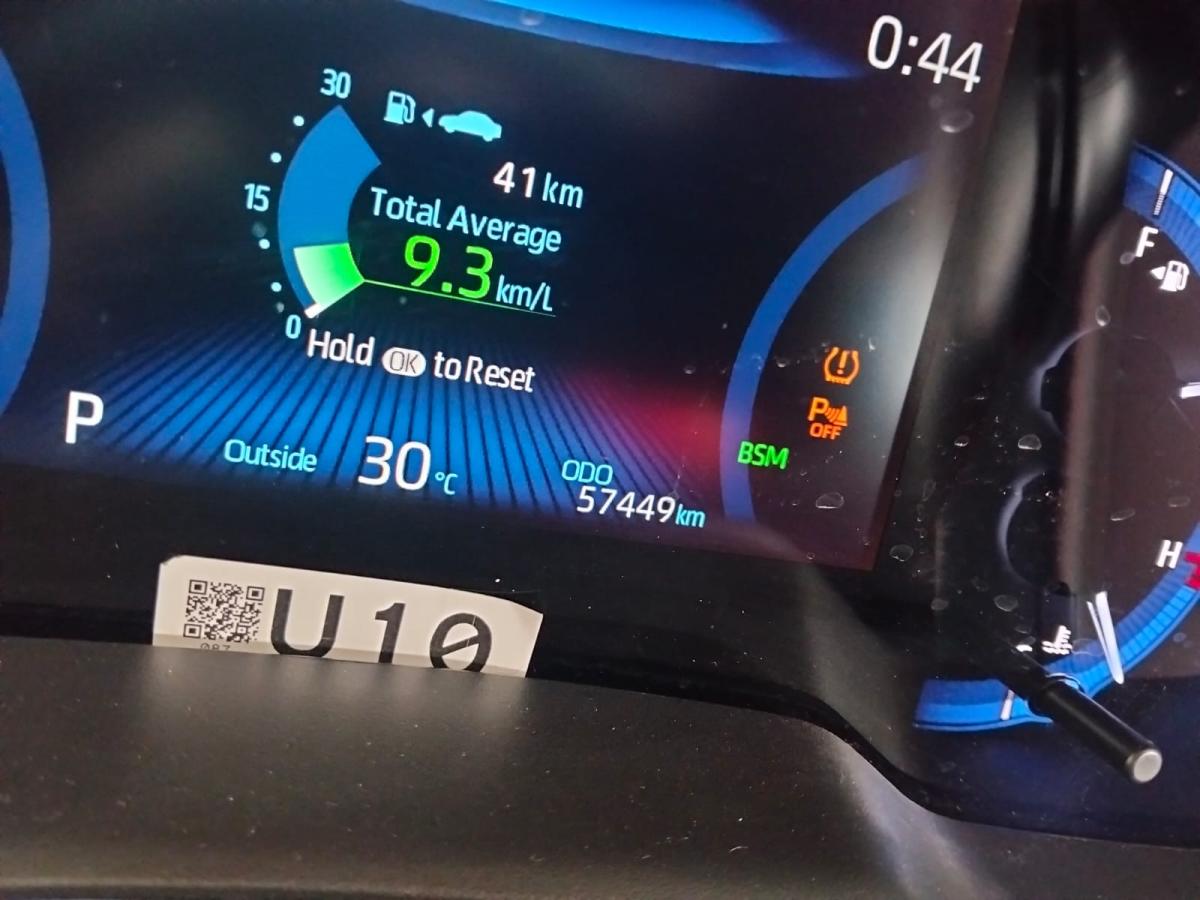 0:44
30
41 km
15
Total Average
9.3 km/L
0
Hold OK to Reset
P
Outside 30 °C
ODO
57449 km
P
OFF
BSM
F
H
U10